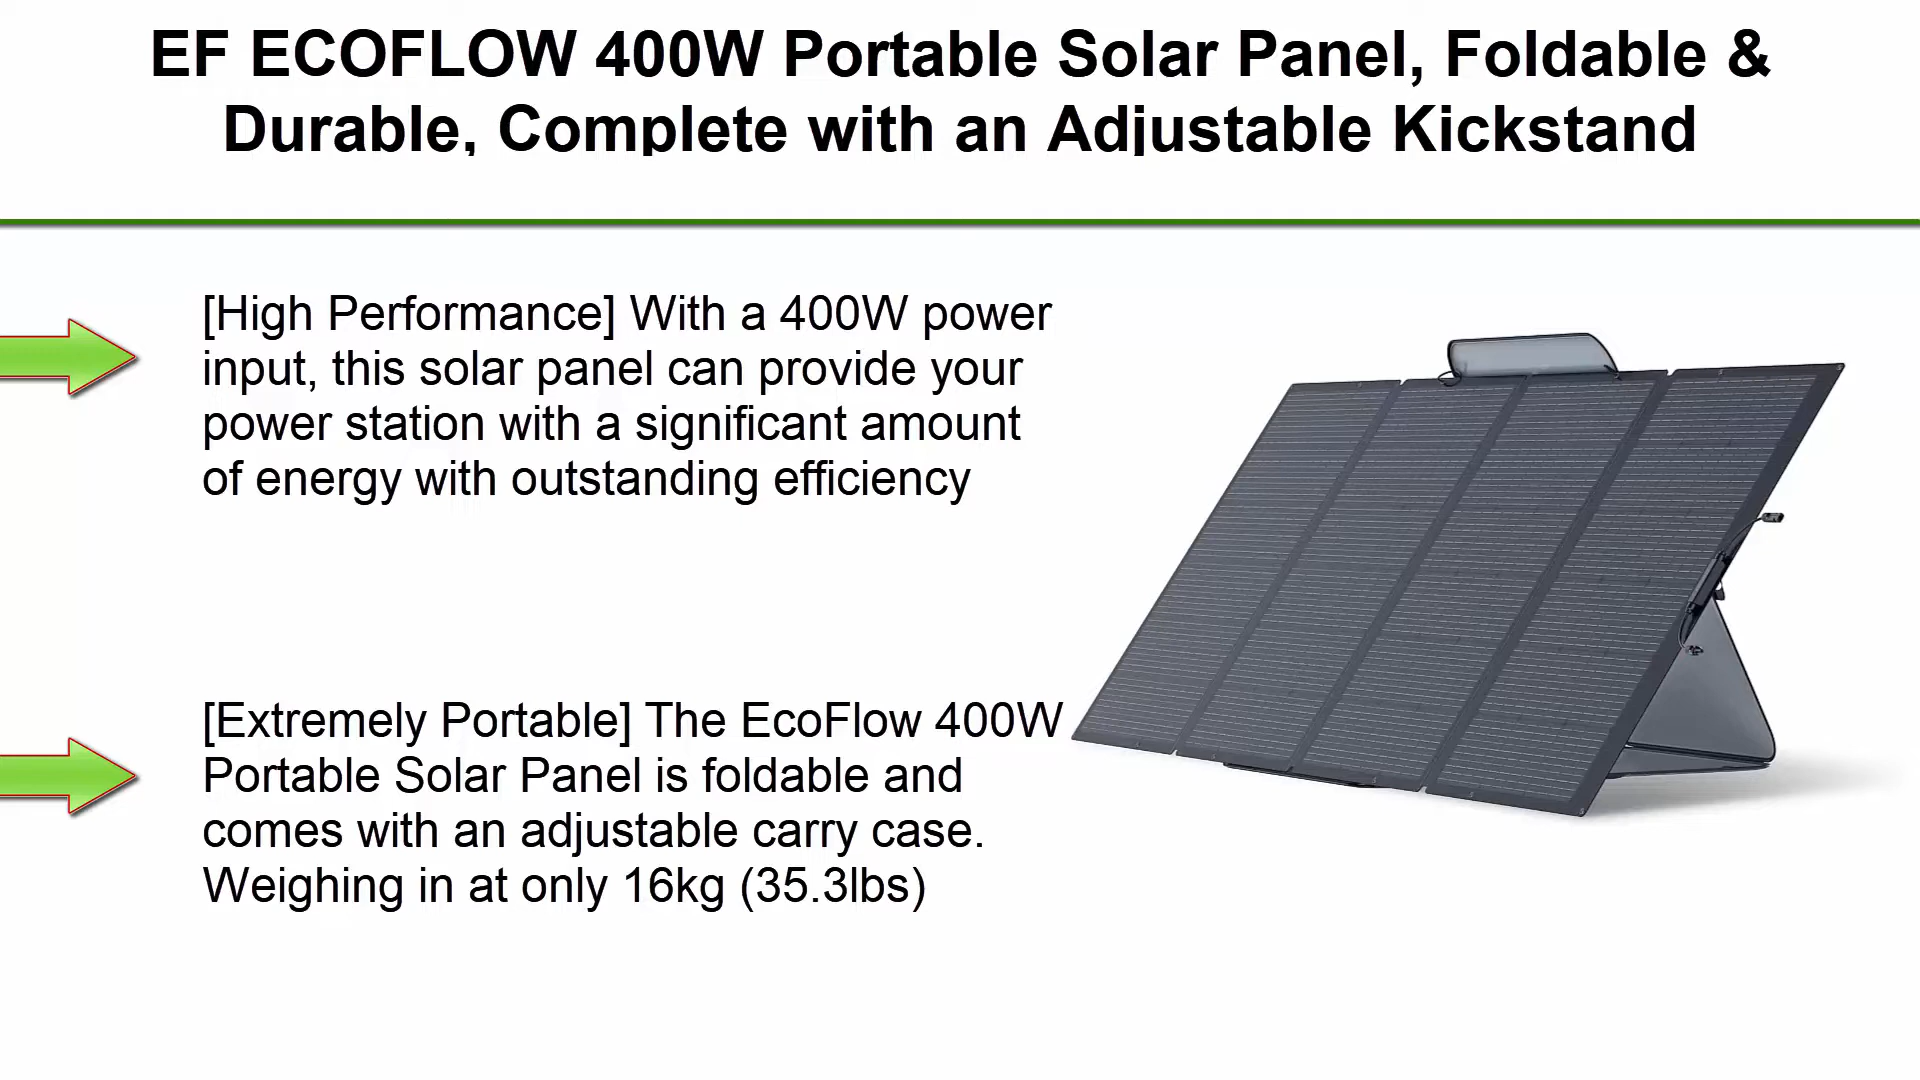 EF ECOFLOW 400W Portable Solar Panel, Foldable &
Durable, Complete with an Adjustable Kickstand
[High Performance] With a 400W power
input, this solar panel can provide your
power station with a significant amount
of energy with outstanding efficiency
[Extremely Portable] The EcoFlow 400W
Portable Solar Panel is foldable and
comes with an adjustable carry case.
Weighing in at only 16kg (35.3lbs)